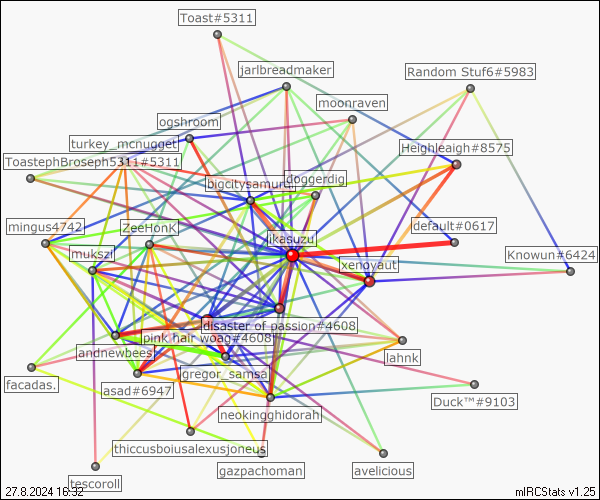 Toast#5311
jarlbreadmaker
Random Stuf6#5983
moonraven
ogshroom
turkey_mcnugget
Heighleaigh#8575
ToastephBroseph5311#5311
doggerdig
bigcitysamurai
mingus4742
ZeeHonk
default#0617
ikasuzu
mukszi
Knowun#6424
xenoyaut
disaster of passion#4608
pink hair woag#4608
andnewbees
lahnk
gregor_samsa
facadas.
asad#6947
Duck™#9103
neokingghidorah
thiccusboiusalexusjoneus
tescoroll
gazpachoman
avelicious
27.8.2024 16:32
mIRCStats v1.25